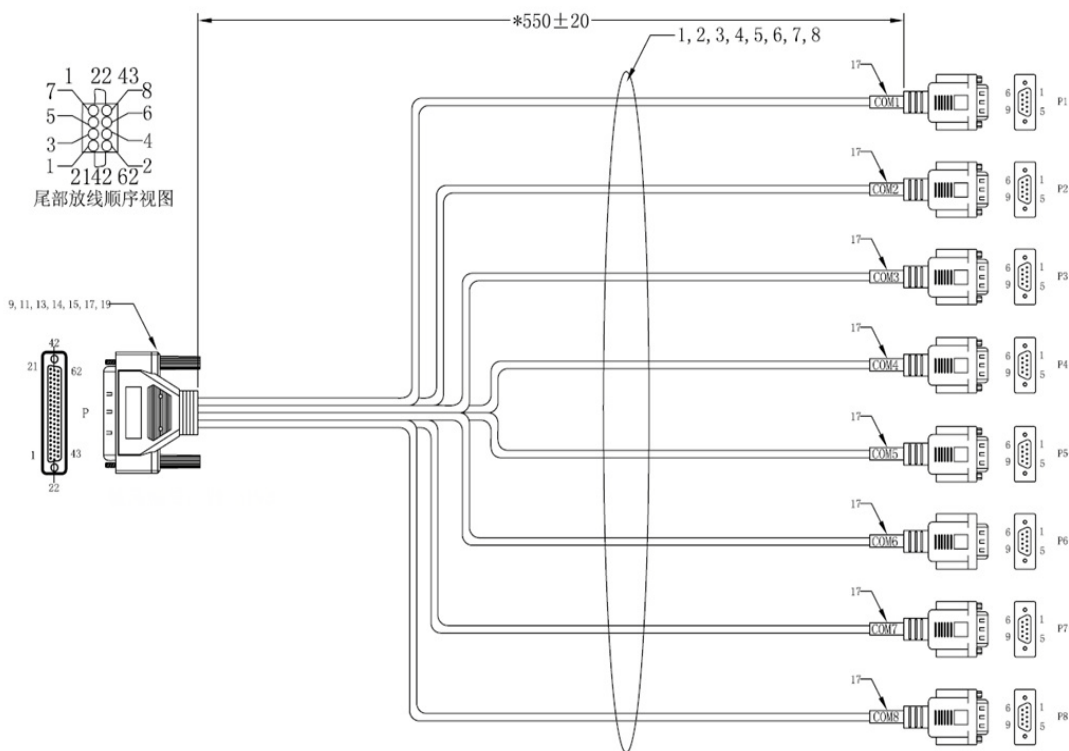 *550±20
1, 2, 3, 4, 5, 6, 7, 8
1 22 43
7 8
5 6
3 4
1 2
21 42 62
尾部放线顺序视图
9, 11, 13, 14, 15, 17, 19
42
21 62
P
1 43
22
17
COM1
6 1
9 5
P1
17
COM2
6 1
9 5
P2
17
COM3
6 1
9 5
P3
17
COM4
6 1
9 5
P4
17
COM5
6 1
9 5
P5
17
COM6
6 1
9 5
P6
17
COM7
6 1
9 5
P7
17
COM8
6 1
9 5
P8